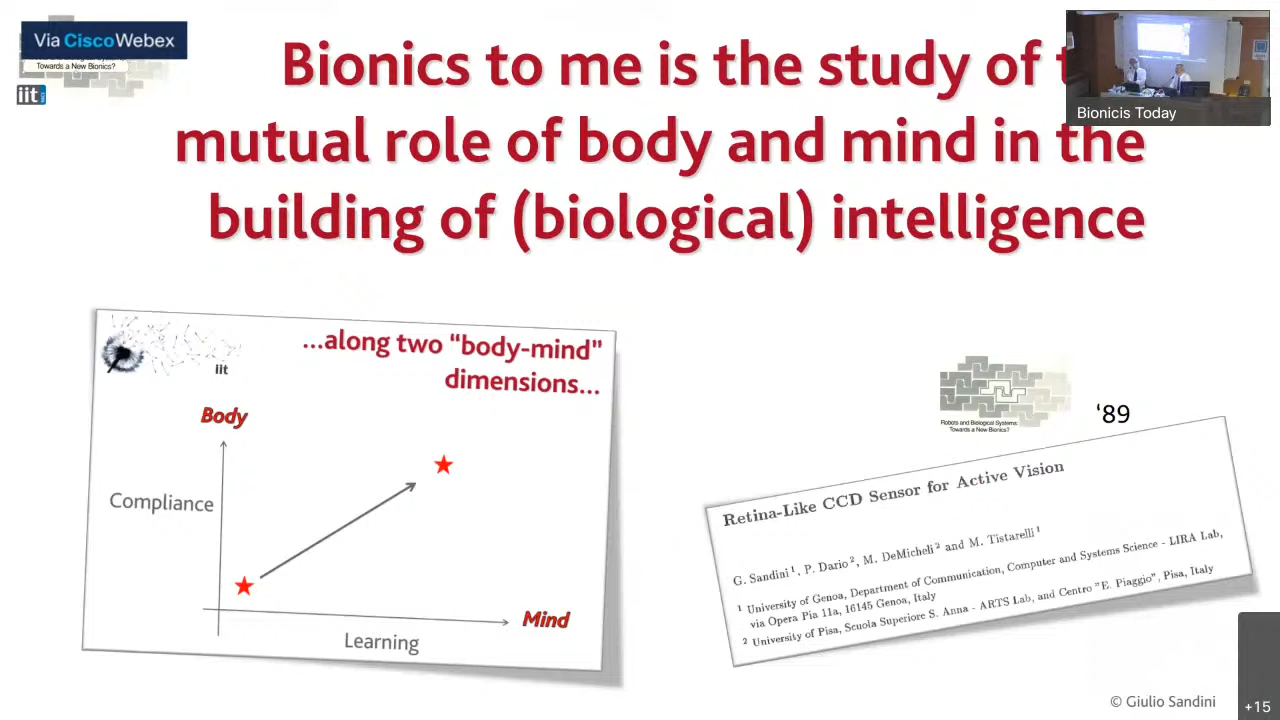 Via Cisco Webex
Towards a New Bionics?
iit
Bionics to me is the study of t
mutual role of body and mind in the
building of (biological) intelligence
Bionicis Today
iit
...along two "body-mind"
dimensions...
Body
Compliance
Mind
Learning
Robots and Biological Systems:
Towards a New Bionics?
‘89
Retina-Like CCD Sensor for Active Vision
G. Sandini 1, P. Dario 2, M. DeMicheli 2 and M. Tistarelli 1
1 University of Genoa, Department of Communication, Computer and Systems Science - LIRA Lab,
via Opera Pia 11a, 16145 Genoa, Italy
2 University of Pisa, Scuola Superiore S. Anna - ARTS Lab, and Centro "E. Piaggio", Pisa, Italy
© Giulio Sandini
+15